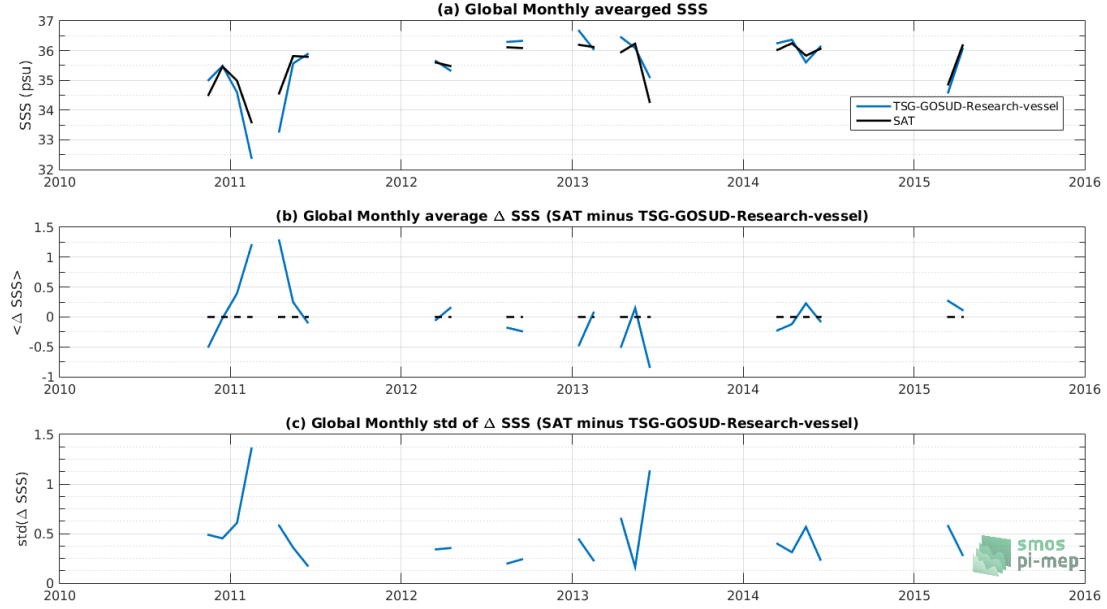 (a) Global Monthly avearged SSS
37
36
35
34
33
32
SSS (psu)
TSG-GOSUD-Research-vessel
SAT
2010 2011 2012 2013 2014 2015 2016
(b) Global Monthly average Δ SSS (SAT minus TSG-GOSUD-Research-vessel)
1.5
1
0.5
0
-0.5
-1
<Δ SSS>
2010 2011 2012 2013 2014 2015 2016
(c) Global Monthly std of Δ SSS (SAT minus TSG-GOSUD-Research-vessel)
1.5
1
0.5
0
std(Δ SSS)
smos
pi-mep
2010 2011 2012 2013 2014 2015 2016